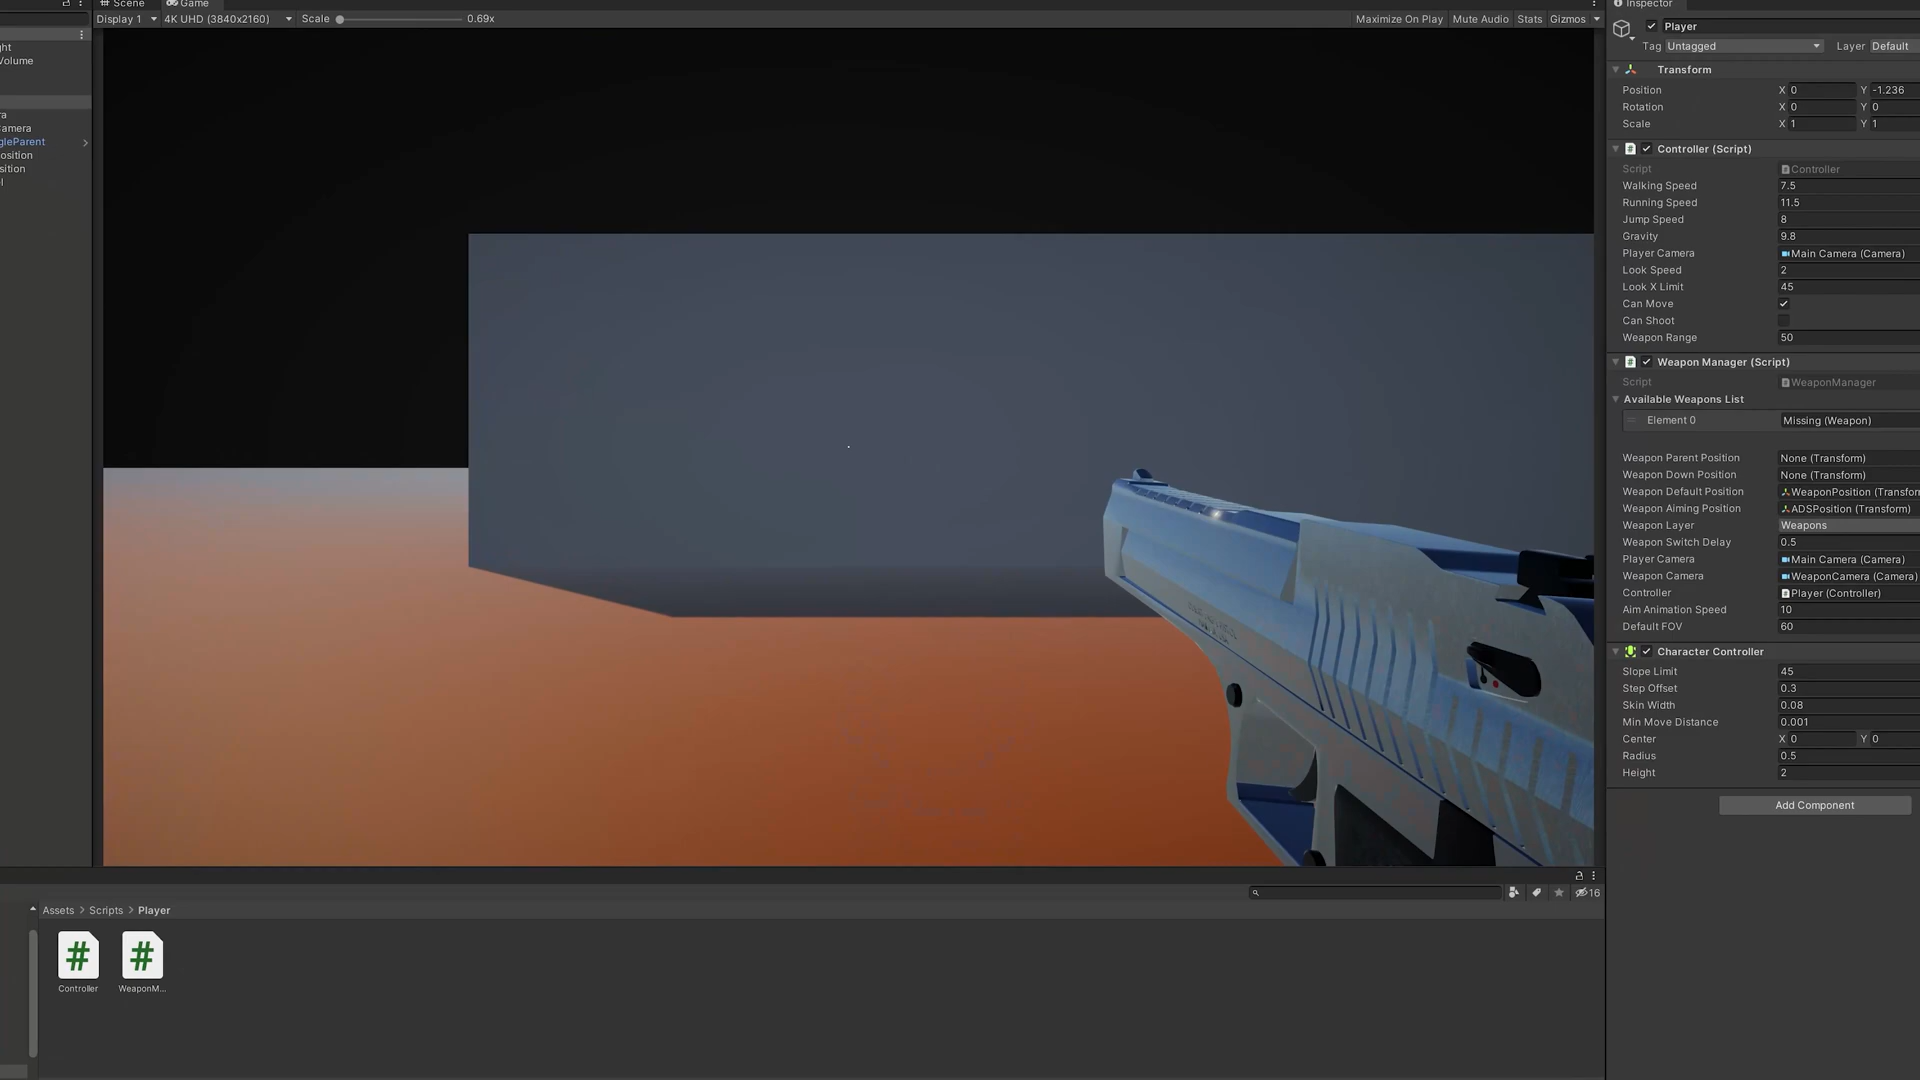 Scene Game
Display 1 4K UHD (3840x2160) Scale 0.69x Maximize On Play Mute Audio Stats Gizmos
ght
Volume
ra
Camera
gleParent
osition
sition
l
Inspector
Player
Tag Untagged Layer Default
Transform
Position X 0 Y -1.236
Rotation X 0 Y 0
Scale X 1 Y 1
# Controller (Script)
Script Controller
Walking Speed 7.5
Running Speed 11.5
Jump Speed 8
Gravity 9.8
Player Camera Main Camera (Camera)
Look Speed 2
Look X Limit 45
Can Move
Can Shoot
Weapon Range 50
# Weapon Manager (Script)
Script WeaponManager
Available Weapons List
Element 0 Missing (Weapon)
Weapon Parent Position None (Transform)
Weapon Down Position None (Transform)
Weapon Default Position WeaponPosition (Transfor
Weapon Aiming Position ADSPosition (Transform)
Weapon Layer Weapons
Weapon Switch Delay 0.5
Player Camera Main Camera (Camera)
Weapon Camera WeaponCamera (Camera)
Controller Player (Controller)
Aim Animation Speed 10
Default FOV 60
Character Controller
Slope Limit 45
Step Offset 0.3
Skin Width 0.08
Min Move Distance 0.001
Center X 0 Y 0
Radius 0.5
Height 2
Add Component
16
Assets > Scripts > Player
# #
Controller WeaponM...